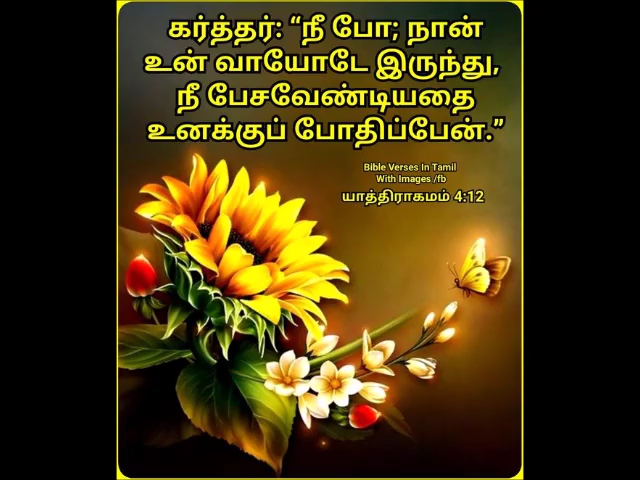 கர்த்தர்: “நீ போ; நான்
உன் வாயோடே இருந்து,
நீ பேசவேண்டியதை
உனக்குப் போதிப்பேன்.”
Bible Verses In Tamil
With Images /fb
யாத்திராகமம் 4:12